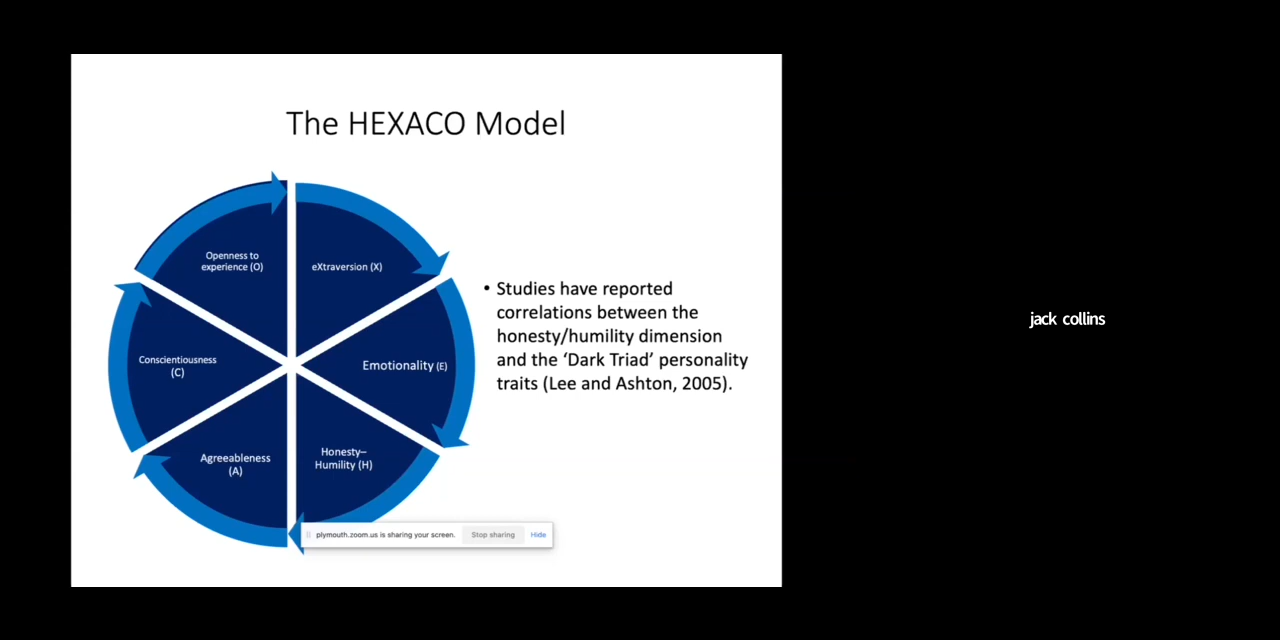 The HEXACO Model
Openness to
experience (O)
eXtraversion (X)
Conscientiousness
(C)
Emotionality (E)
Agreeableness
(A)
Honesty–
Humility (H)
• Studies have reported
correlations between the
honesty/humility dimension
and the ‘Dark Triad’ personality
traits (Lee and Ashton, 2005).
plymouth.zoom.us is sharing your screen. Stop sharing Hide
jack collins